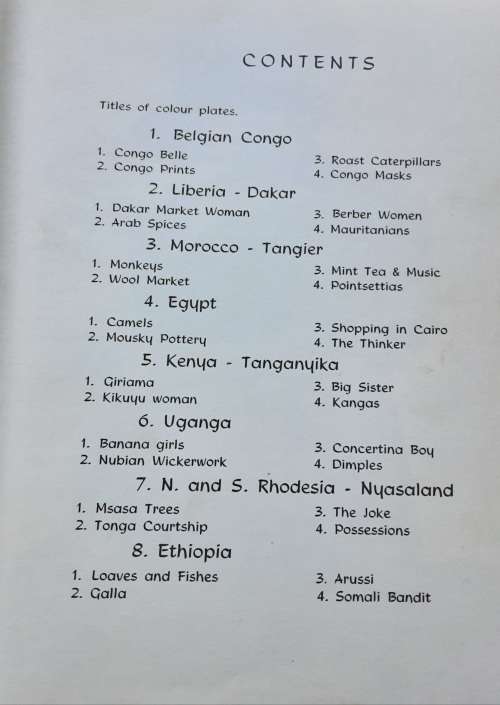 CONTENTS
Titles of colour plates.
1. Belgian Congo
1. Congo Belle
2. Congo Prints
3. Roast Caterpillars
4. Congo Masks
2. Liberia - Dakar
1. Dakar Market Woman
2. Arab Spices
3. Berber Women
4. Mauritanians
3. Morocco - Tangier
1. Monkeys
2. Wool Market
3. Mint Tea & Music
4. Pointsettias
4. Egypt
1. Camels
2. Mousky Pottery
3. Shopping in Cairo
4. The Thinker
5. Kenya - Tanganyika
1. Giriama
2. Kikuyu woman
3. Big Sister
4. Kangas
6. Uganga
1. Banana girls
2. Nubian Wickerwork
3. Concertina Boy
4. Dimples
7. N. and S. Rhodesia - Nyasaland
1. Msasa Trees
2. Tonga Courtship
3. The Joke
4. Possessions
8. Ethiopia
1. Loaves and Fishes
2. Galla
3. Arussi
4. Somali Bandit